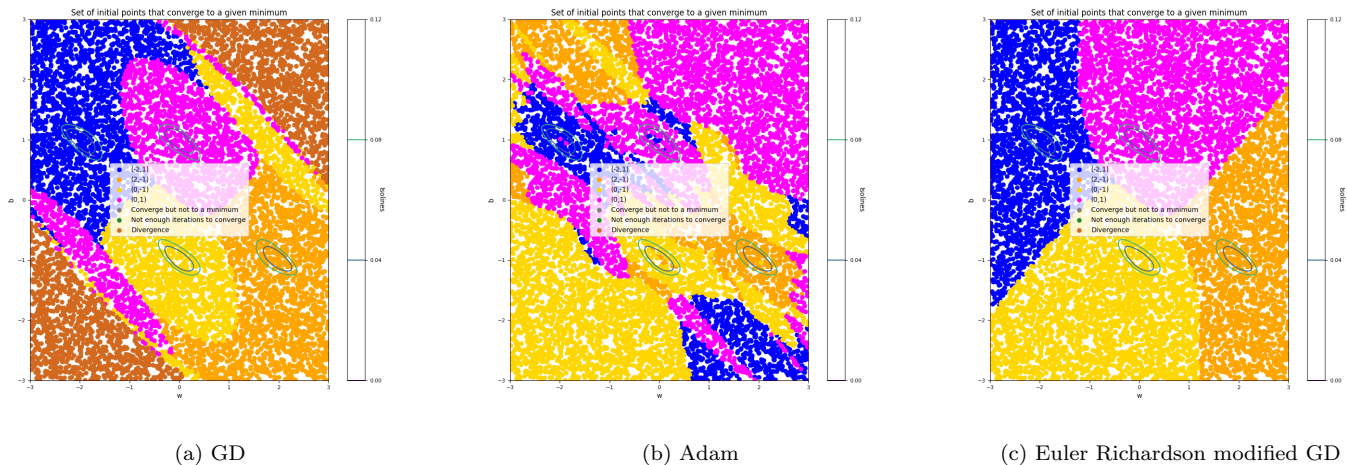 Set of initial points that converge to a given minimum
3
2
1
0
−1
−2
−3
b
−3
−2
−1
0
1
2
3
w
(-2,1)
(2,-1)
(0,-1)
(0,1)
Converge but not to a minimum
Not enough iterations to converge
Divergence
0.12
0.08
0.04
0.00
Isolines
(a) GD
Set of initial points that converge to a given minimum
3
2
1
0
−1
−2
−3
b
−3
−2
−1
0
1
2
3
w
(-2,1)
(2,-1)
(0,-1)
(0,1)
Converge but not to a minimum
Not enough iterations to converge
Divergence
0.12
0.08
0.04
0.00
Isolines
(b) Adam
Set of initial points that converge to a given minimum
3
2
1
0
−1
−2
−3
b
−3
−2
−1
0
1
2
3
w
(-2,1)
(2,-1)
(0,-1)
(0,1)
Converge but not to a minimum
Not enough iterations to converge
Divergence
0.12
0.08
0.04
0.00
Isolines
(c) Euler Richardson modified GD